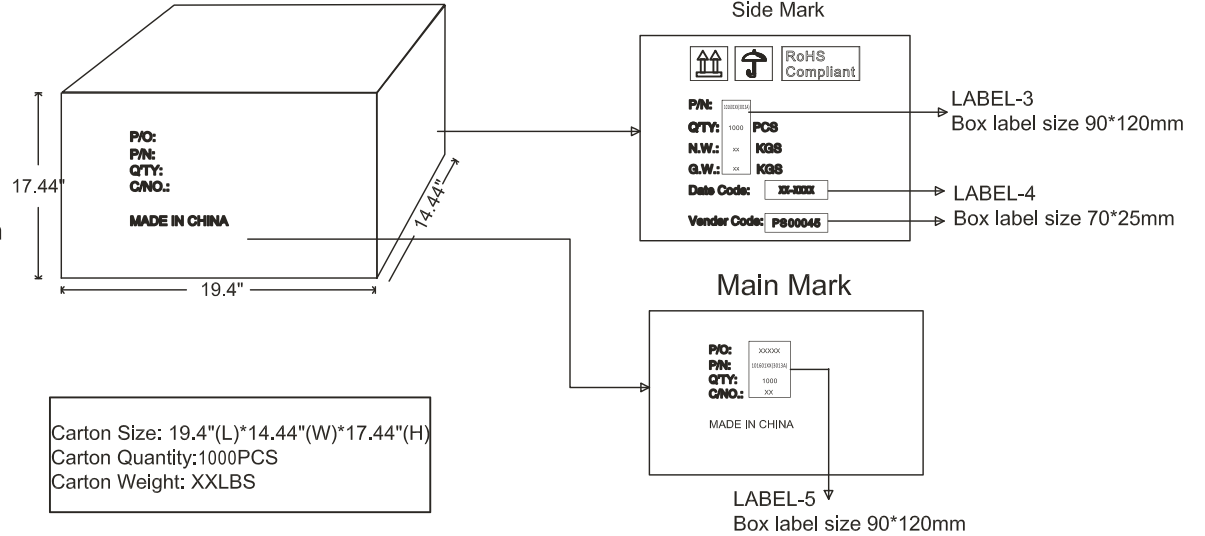 Side Mark
RoHS
Compliant
P/N:
QTY: 1000 PCS
N.W.: xx KGS
G.W.: xx KGS
Date Code: XX-XXXX
Vender Code: PS00045
LABEL-3
Box label size 90*120mm
LABEL-4
Box label size 70*25mm
P/O:
P/N:
Q'TY:
C/NO.:
MADE IN CHINA
17.44"
14.44"
19.4"
Main Mark
P/O: XXXXX
P/N: 101601XX(3013A)
Q'TY: 1000
C/NO.: XX
MADE IN CHINA
LABEL-5
Box label size 90*120mm
Carton Size: 19.4"(L)*14.44"(W)*17.44"(H)
Carton Quantity:1000PCS
Carton Weight: XXLBS